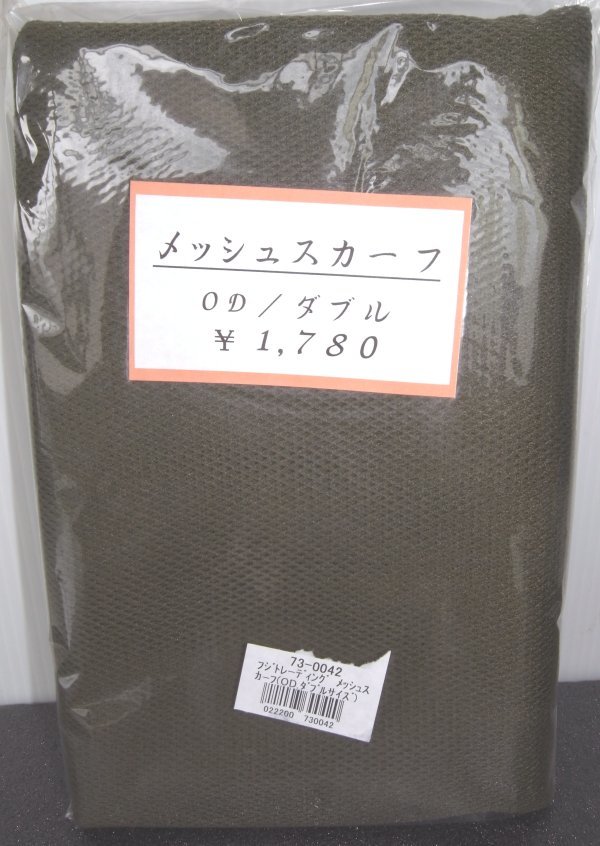 メッシュスカーフ
OD／ダブル
¥1,780
73-0042
ﾌｼﾞﾄﾚｰﾃﾞｨﾝｸﾞ ﾒｯｼｭｽ
ｶｰﾌ(OD ﾀﾞﾌﾞﾙｻｲｽﾞ)
022200 730042